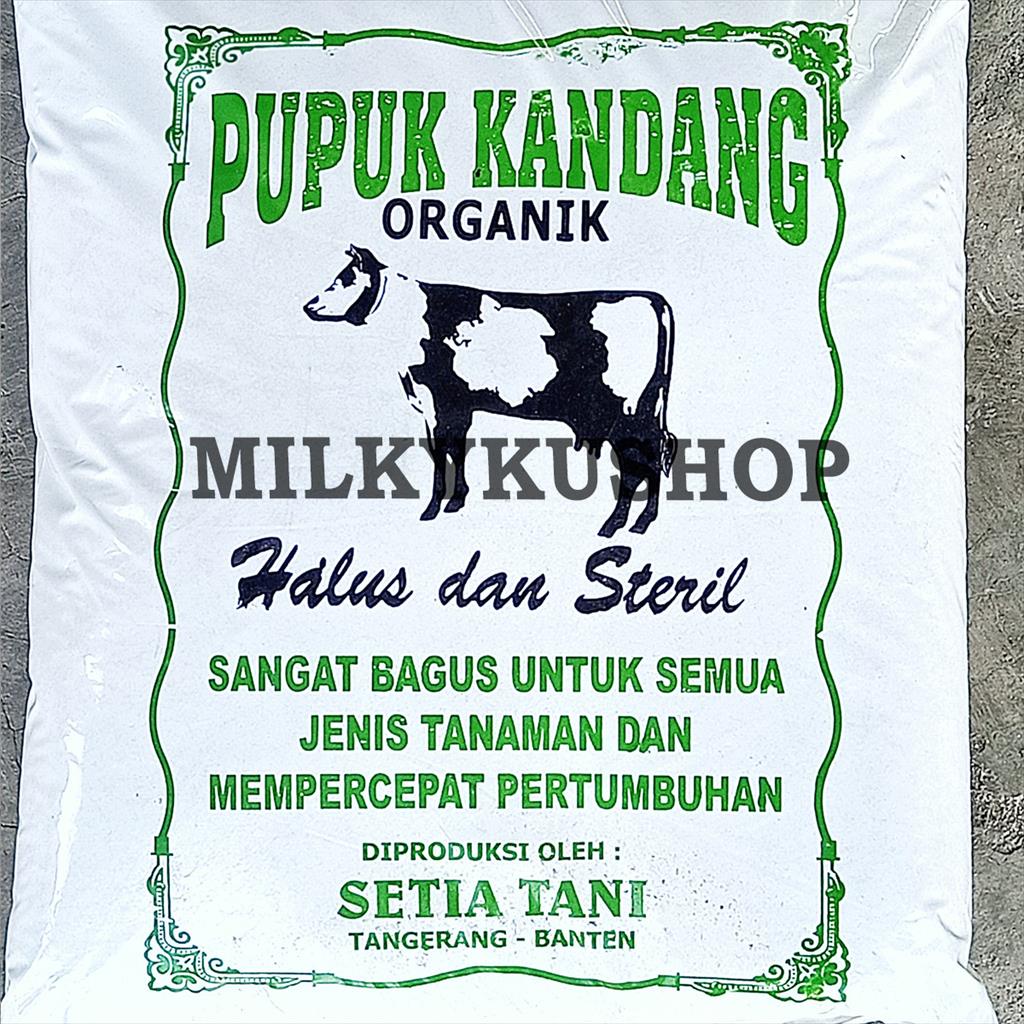 PUPUK KANDANG
ORGANIK
MILKYKUSHOP
Halus dan Steril
SANGAT BAGUS UNTUK SEMUA
JENIS TANAMAN DAN
MEMPERCEPAT PERTUMBUHAN
DIPRODUKSI OLEH :
SETIA TANI
TANGERANG - BANTEN